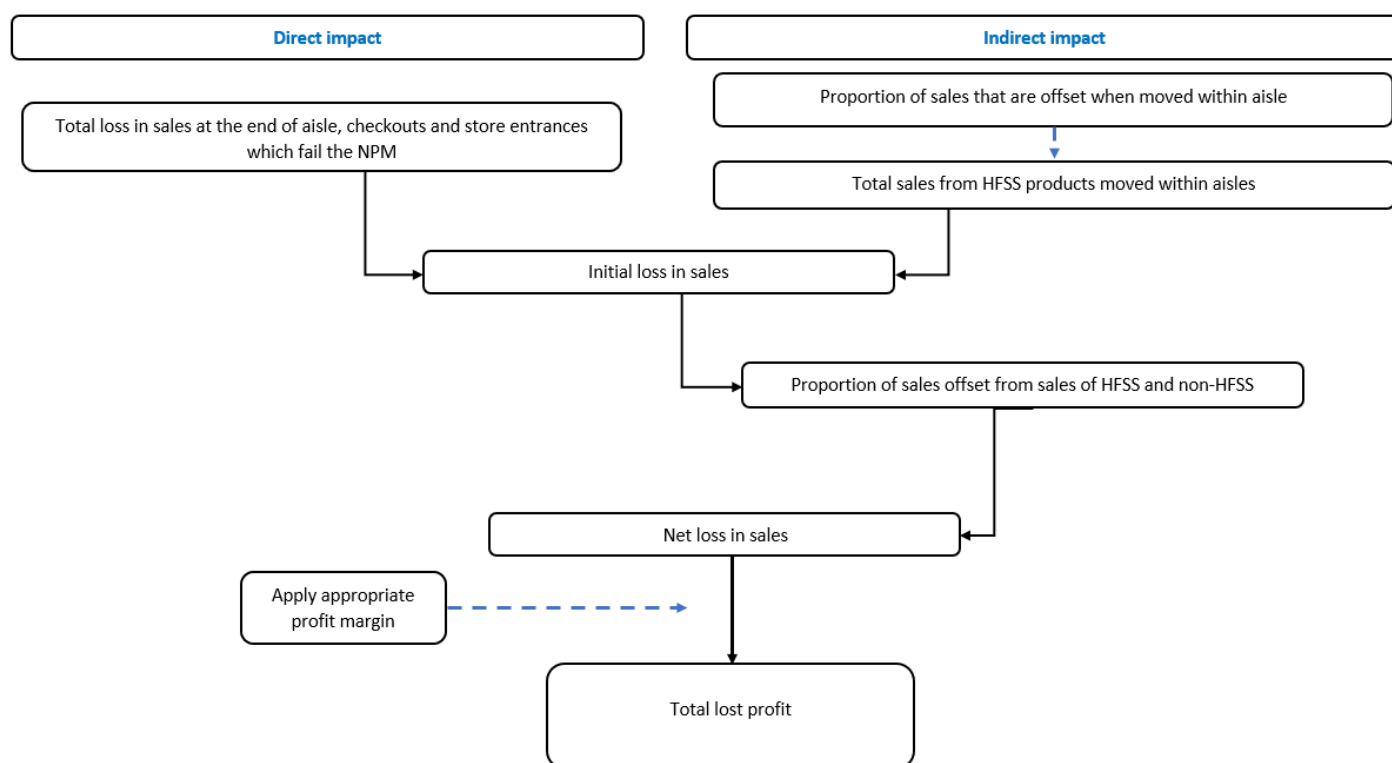 Direct impact
Indirect impact
Proportion of sales that are offset when moved within aisle
Total loss in sales at the end of aisle, checkouts and store entrances
which fail the NPM
Total sales from HFSS products moved within aisles
Initial loss in sales
Proportion of sales offset from sales of HFSS and non-HFSS
Net loss in sales
Apply appropriate
profit margin
Total lost profit